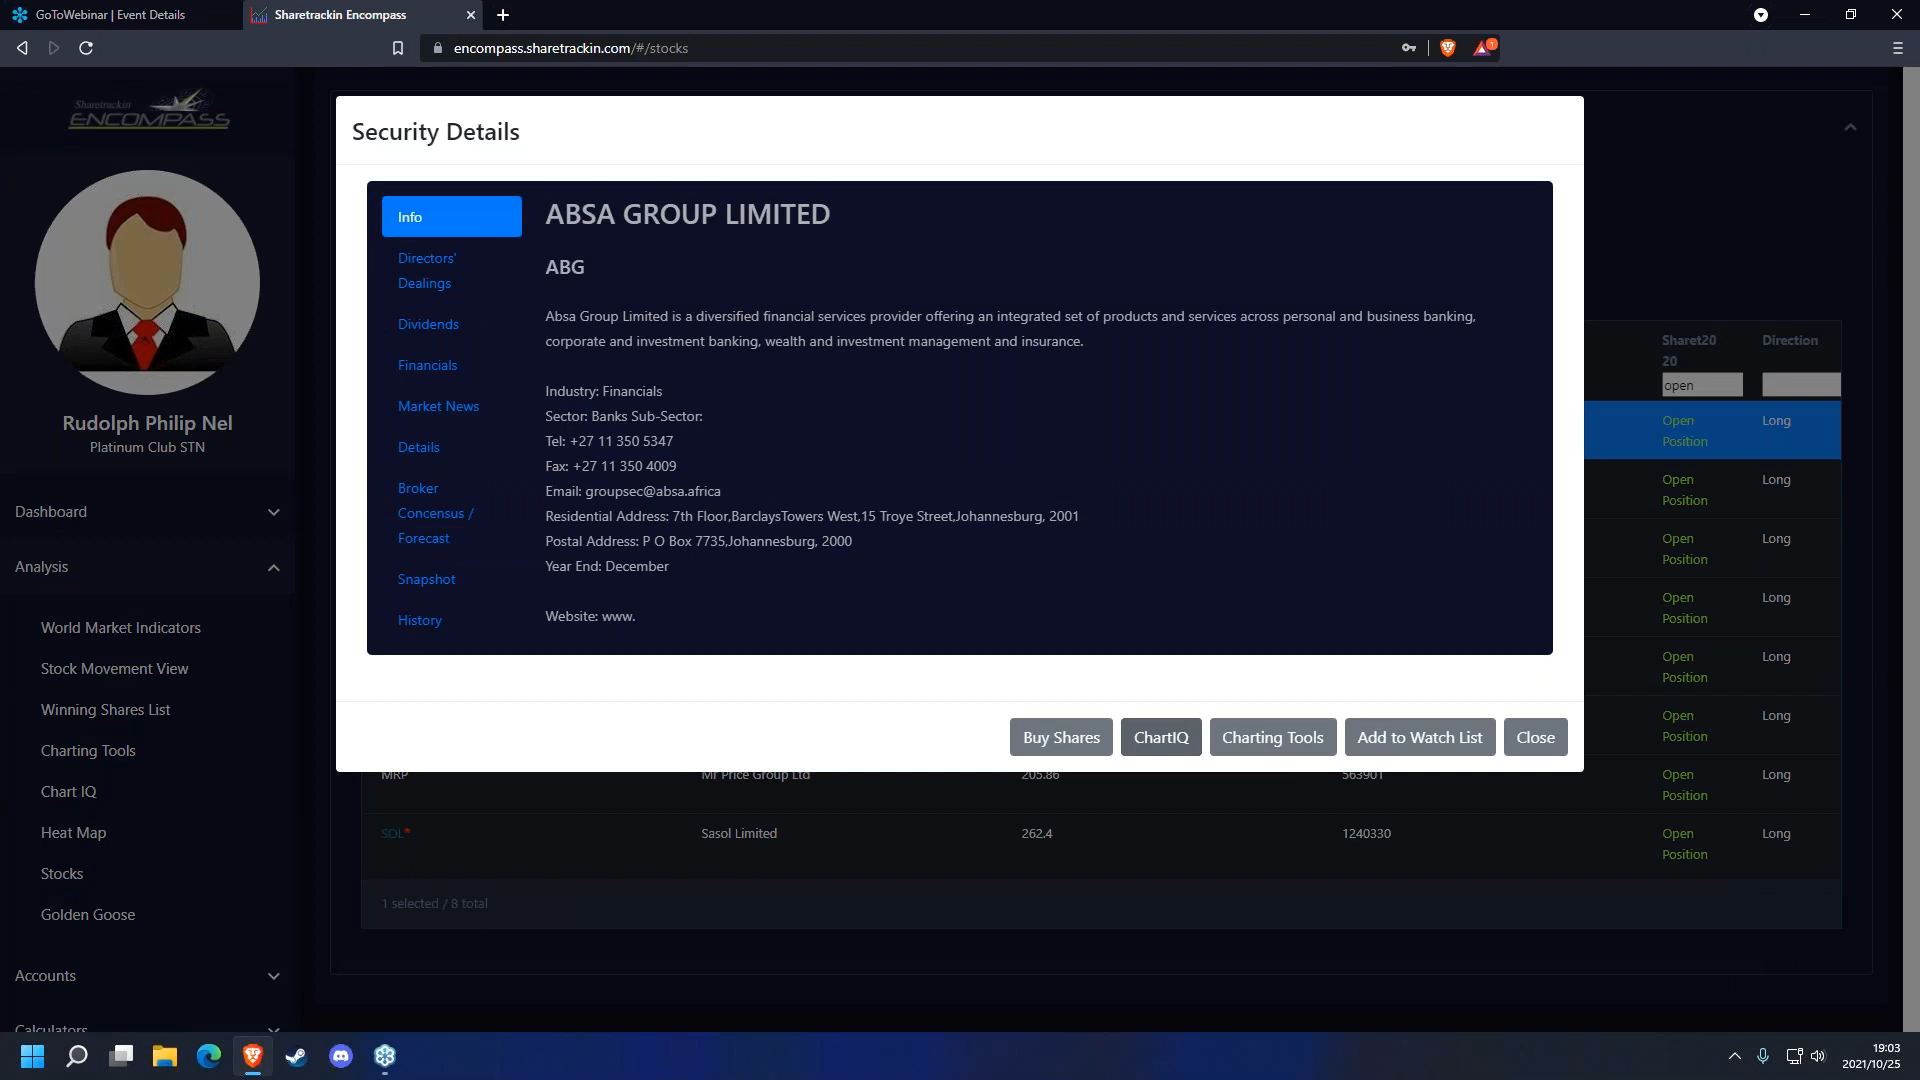 GoToWebinar | Event Details
Sharetrackin Encompass
encompass.sharetrackin.com/#/stocks
1
Sharetrackin
ENCOMPASS
Rudolph Philip Nel
Platinum Club STN
Dashboard
Analysis
World Market Indicators
Stock Movement View
Winning Shares List
Charting Tools
Chart IQ
Heat Map
Stocks
Golden Goose
Accounts
Calculators
Security Details
Info
Directors'
Dealings
Dividends
Financials
Market News
Details
Broker
Concensus /
Forecast
Snapshot
History
ABSA GROUP LIMITED
ABG
Absa Group Limited is a diversified financial services provider offering an integrated set of products and services across personal and business banking,
corporate and investment banking, wealth and investment management and insurance.
Industry: Financials
Sector: Banks Sub-Sector:
Tel: +27 11 350 5347
Fax: +27 11 350 4009
Email: groupsec@absa.africa
Residential Address: 7th Floor,BarclaysTowers West,15 Troye Street,Johannesburg, 2001
Postal Address: P O Box 7735,Johannesburg, 2000
Year End: December
Website: www.
Buy Shares
ChartIQ
Charting Tools
Add to Watch List
Close
Sharet20
20
Direction
open
Open
Position
Long
Open
Position
Long
Open
Position
Long
Open
Position
Long
Open
Position
Long
Open
Position
Long
MRP Mr Price Group Ltd 205.86 563901 Open
Position
Long
SOL* Sasol Limited 262.4 1240330 Open
Position
Long
1 selected / 8 total
19:03
2021/10/25